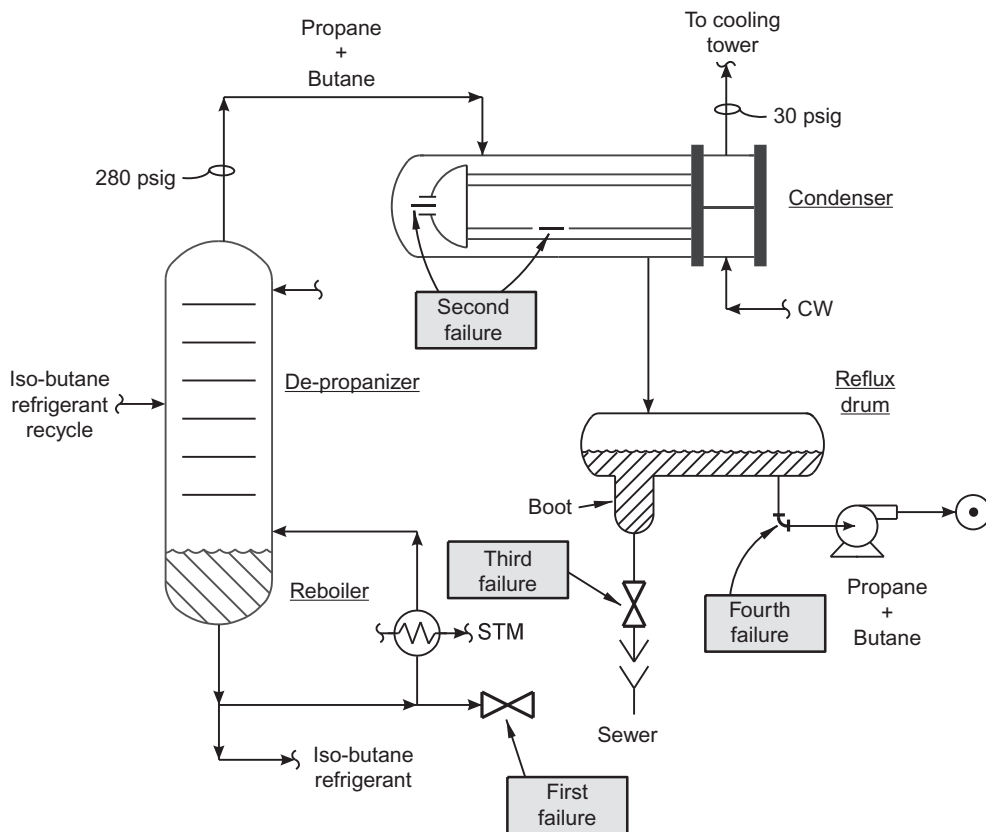 Propane
+
Butane
To cooling
tower
30 psig
280 psig
Condenser
Second
failure
CW
Iso-butane
refrigerant
recycle
De-propanizer
Reflux
drum
Boot
Third
failure
Reboiler
STM
Fourth
failure
Propane
+
Butane
Sewer
Iso-butane
refrigerant
First
failure